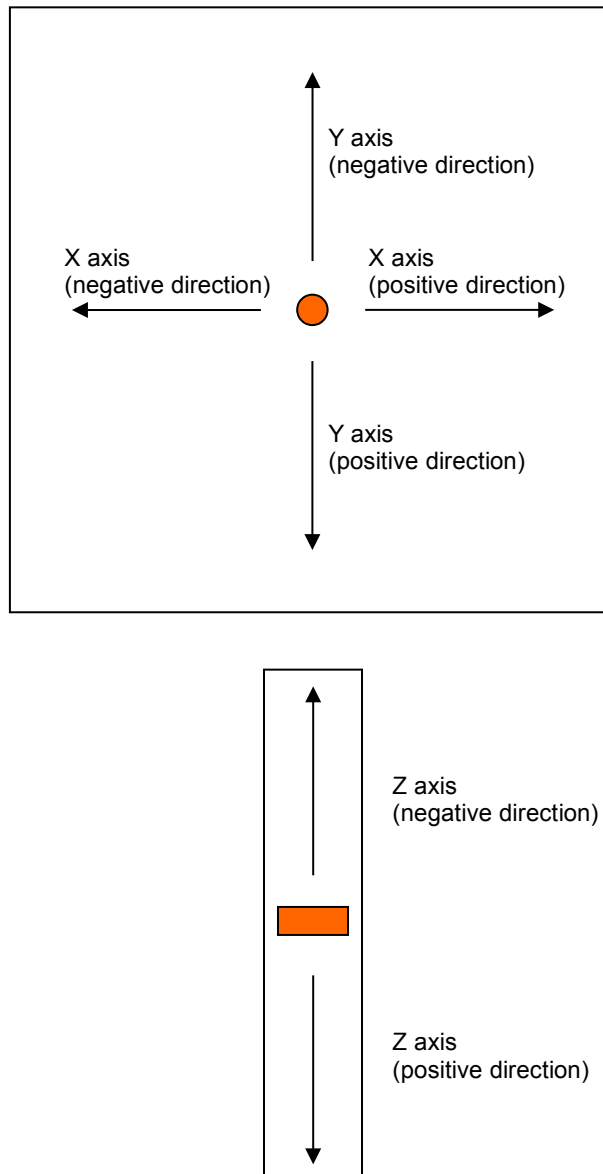 Y axis
(negative direction)
X axis
(negative direction)
X axis
(positive direction)
Y axis
(positive direction)
Z axis
(negative direction)
Z axis
(positive direction)